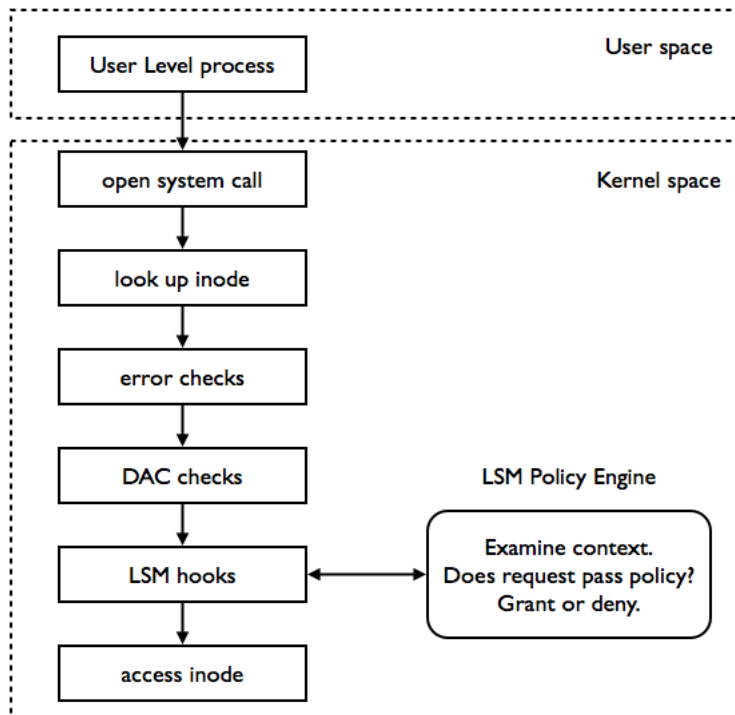 User space
User Level process
open system call
Kernel space
look up inode
error checks
DAC checks
LSM Policy Engine
LSM hooks
Examine context.
Does request pass policy?
Grant or deny.
access inode